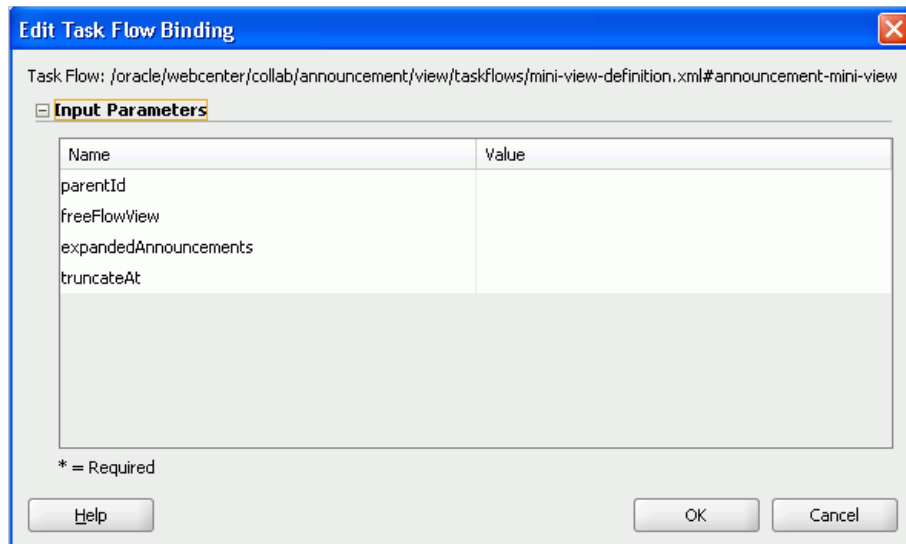 Edit Task Flow Binding
Task Flow: /oracle/webcenter/collab/announcement/view/taskflows/mini-view-definition.xml#announcement-mini-view
Input Parameters
Name Value
parentId
freeFlowView
expandedAnnouncements
truncateAt
* = Required
Help OK Cancel